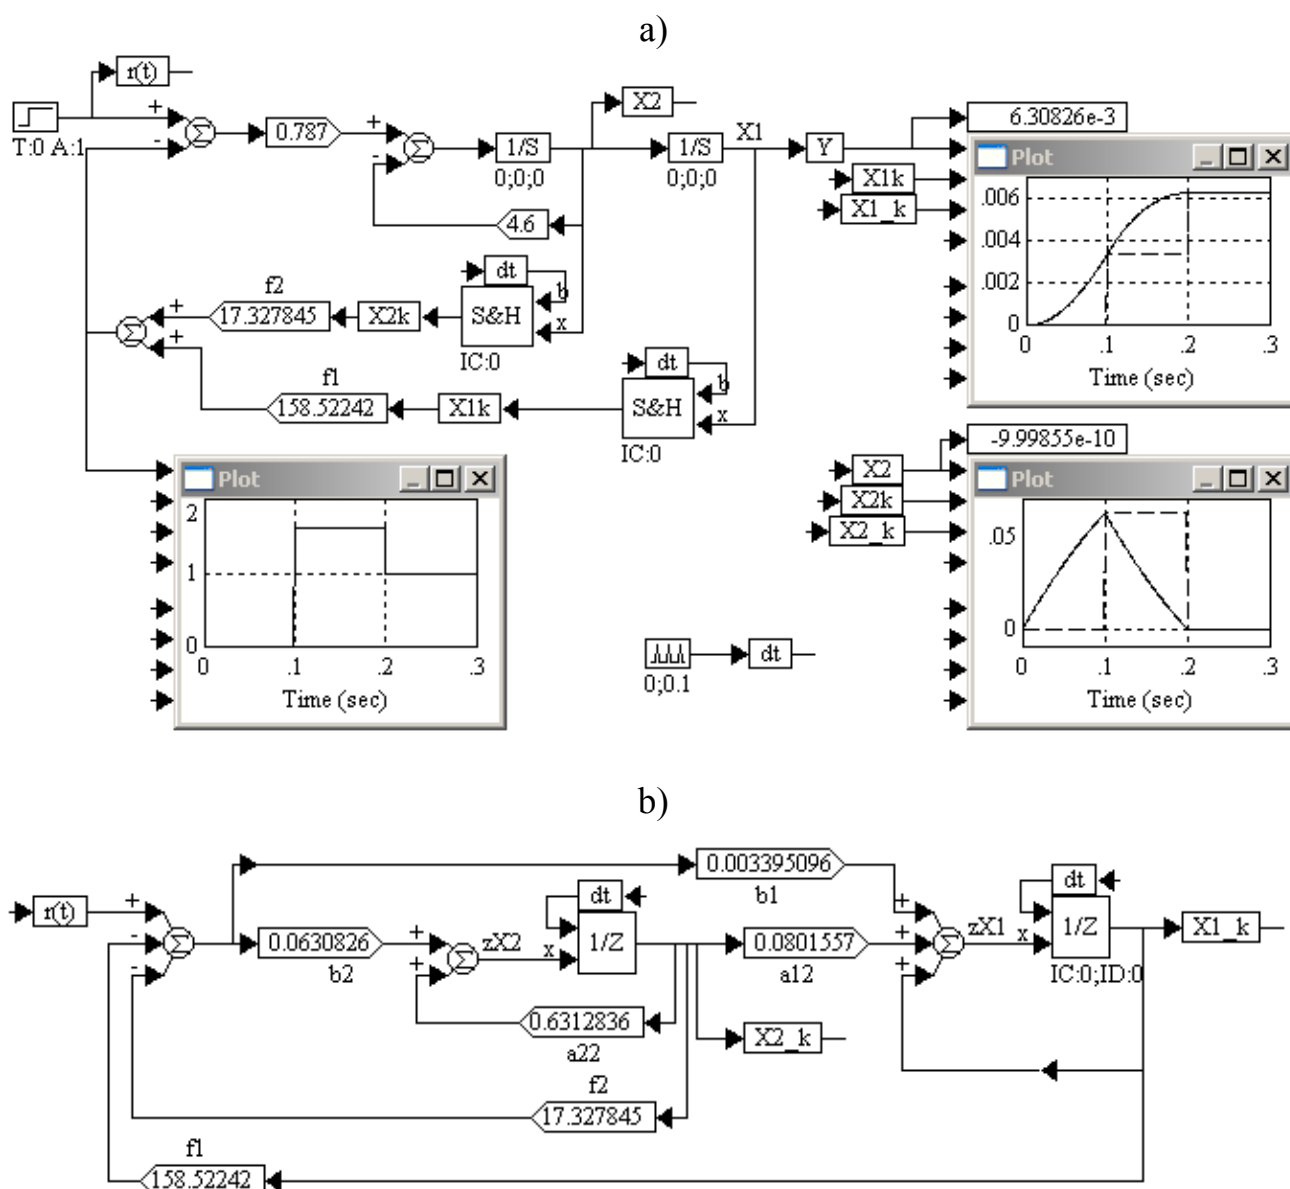 a)
r(t)
X2
T:0 A:1
+
-
Σ
0.787
+
-
Σ
1/S
0;0;0
1/S
0;0;0
X1
Y
6.30826e-3
X1k
X1_k
Plot
.006
.004
.002
0
0 .1 .2 .3
Time (sec)
4.6
dt
b
S&H
x
IC:0
X2k
f2
17.327845
+
+
Σ
dt
b
S&H
x
IC:0
X1k
f1
158.52242
-9.99855e-10
X2
X2k
X2_k
Plot
.05
0
0 .1 .2 .3
Time (sec)
Plot
2
1
0
0 .1 .2 .3
Time (sec)
0;0.1
dt
b)
r(t)
+
-
-
Σ
0.0630826
b2
+
+
Σ
zX2
dt
x
1/Z
0.003395096
b1
0.0801557
a12
+
+
+
Σ
zX1
dt
x
1/Z
IC:0;ID:0
X1_k
0.6312836
a22
X2_k
f2
17.327845
f1
158.52242